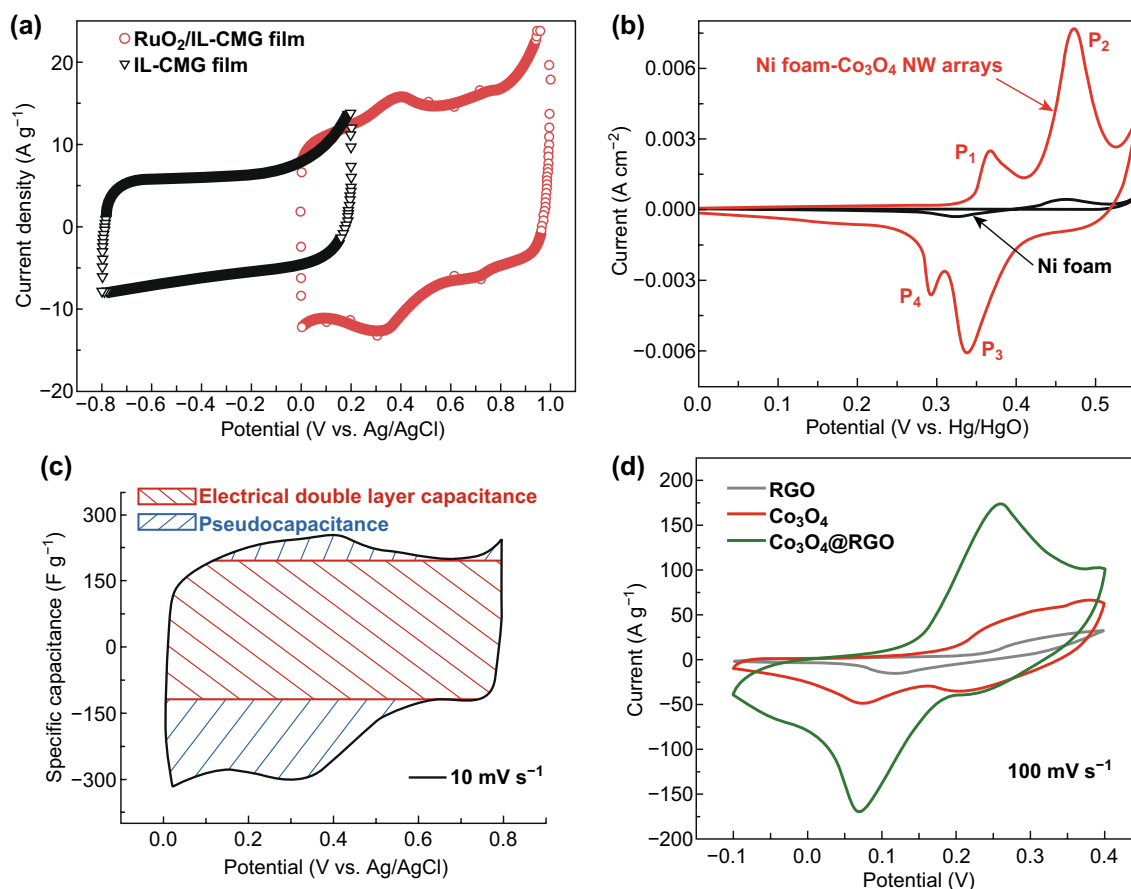 (a)
RuO₂/IL-CMG film
IL-CMG film
Current density (A g⁻¹)
20
10
0
−10
−20
−0.8 −0.6 −0.4 −0.2 0.0 0.2 0.4 0.6 0.8 1.0
Potential (V vs. Ag/AgCl)
(b)
Ni foam-Co₃O₄ NW arrays
P₁
P₂
P₃
P₄
Ni foam
Current (A cm⁻²)
0.006
0.003
0.000
−0.003
−0.006
0.0 0.1 0.2 0.3 0.4 0.5
Potential (V vs. Hg/HgO)
(c)
Electrical double layer capacitance
Pseudocapacitance
Specific capacitance (F g⁻¹)
300
150
0
−150
−300
10 mV s⁻¹
0.0 0.2 0.4 0.6 0.8
Potential (V vs. Ag/AgCl)
(d)
RGO
Co₃O₄
Co₃O₄@RGO
Current (A g⁻¹)
200
150
100
50
0
−50
−100
−150
−200
100 mV s⁻¹
−0.1 0.0 0.1 0.2 0.3 0.4
Potential (V)